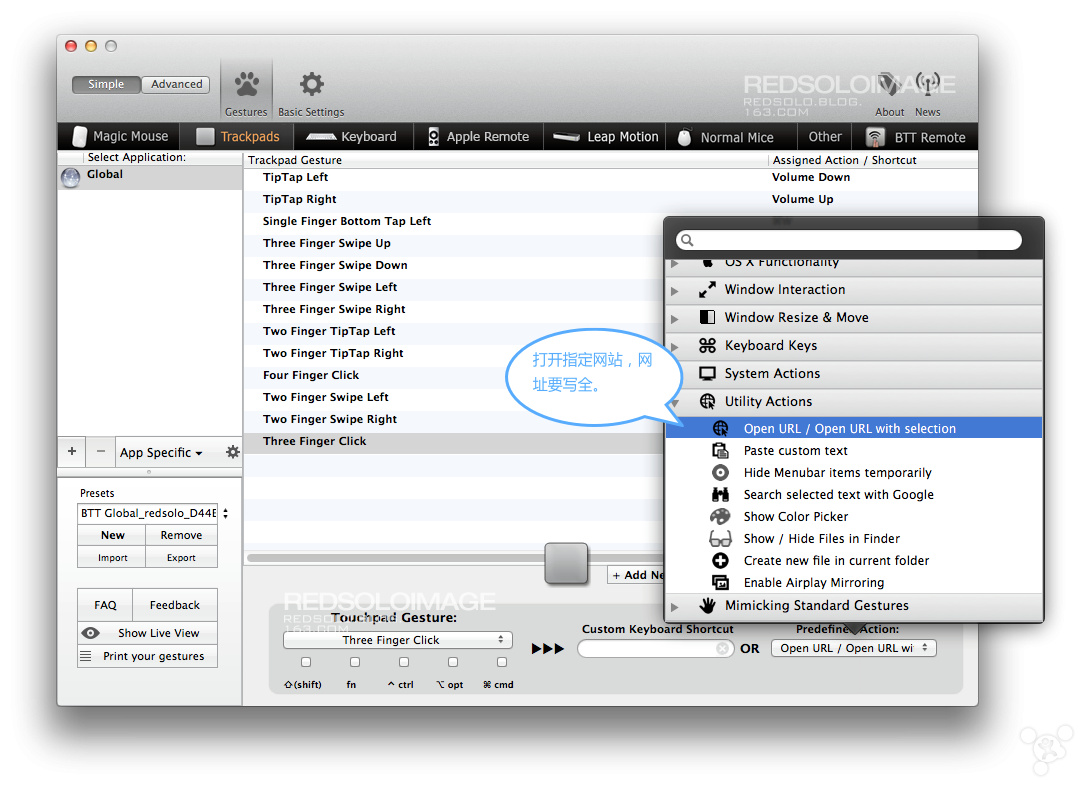 Simple
Advanced
Gestures
Basic Settings
REDSOLOIMAGE
REDSOLO.BLOG.
163.COM
About
News
Magic Mouse
Trackpads
Keyboard
Apple Remote
Leap Motion
Normal Mice
Other
BTT Remote
Select Application:
Global
Trackpad Gesture
Assigned Action / Shortcut
TipTap Left
Volume Down
TipTap Right
Volume Up
Single Finger Bottom Tap Left
Three Finger Swipe Up
Three Finger Swipe Down
Three Finger Swipe Left
Three Finger Swipe Right
Two Finger TipTap Left
Two Finger TipTap Right
Four Finger Click
Two Finger Swipe Left
Two Finger Swipe Right
Three Finger Click
打开指定网站，网
址要写全。
OS X Functionality
Window Interaction
Window Resize & Move
Keyboard Keys
System Actions
Utility Actions
Open URL / Open URL with selection
Paste custom text
Hide Menubar items temporarily
Search selected text with Google
Show Color Picker
Show / Hide Files in Finder
Create new file in current folder
Enable Airplay Mirroring
Mimicking Standard Gestures
+
−
App Specific
Presets
BTT Global_redsolo_D44E
New
Remove
Import
Export
FAQ
Feedback
Show Live View
Print your gestures
+ Add Ne
REDSOLOIMAGE
REDSOLO.BLOG.
163.COM
Touchpad Gesture:
Three Finger Click
⇧(shift)
fn
^ ctrl
⌥ opt
⌘ cmd
Custom Keyboard Shortcut
OR
Predefined Action:
Open URL / Open URL wi